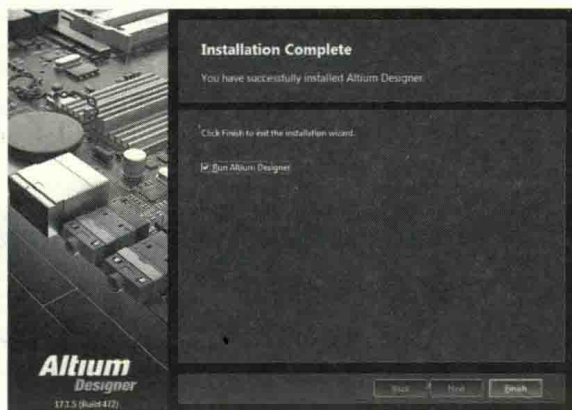 Installation Complete
You have successfully installed Altium Designer.
Click Finish to exit the installation wizard.
Run Altium Designer
Altium
Designer
17.1.5 (Build 472)
Back
Next
Finish